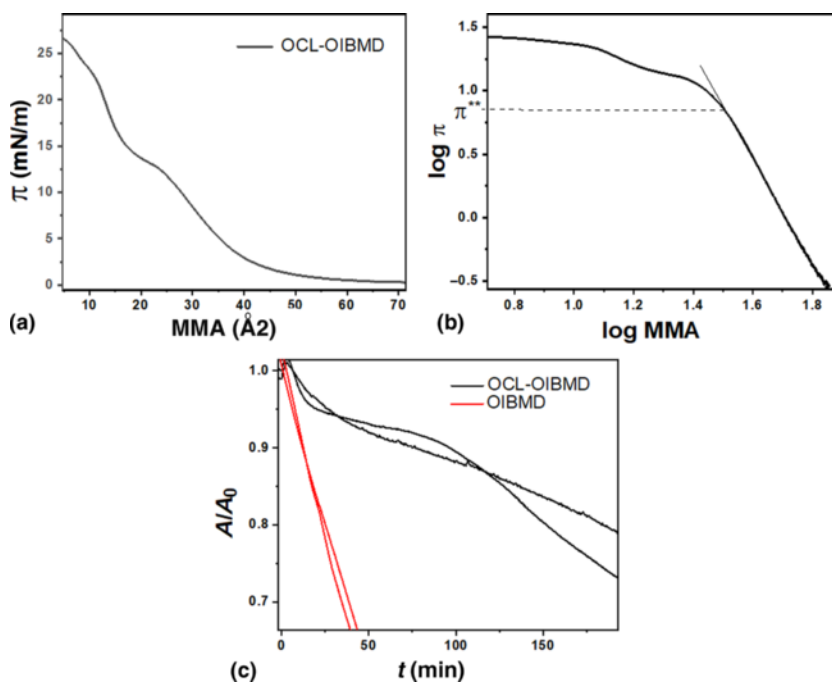 OCL-OIBMD
π (mN/m)
25
20
15
10
5
0
10 20 30 40 50 60 70
MMA (Å2)
(a)
log π
1.5
1.0
π**
0.5
0.0
−0.5
0.8 1.0 1.2 1.4 1.6 1.8
log MMA
(b)
OCL-OIBMD
OIBMD
A/A0
1.0
0.9
0.8
0.7
0 50 100 150
t (min)
(c)